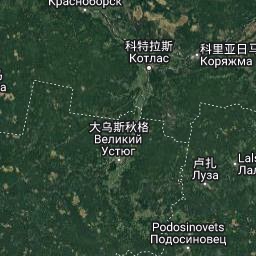 Красноборск
科特拉斯
Котлас
科里亚日马
Коряжма
大乌斯秋格
Великий
Устюг
卢扎
Луза
Podosinovets
Подосиновец